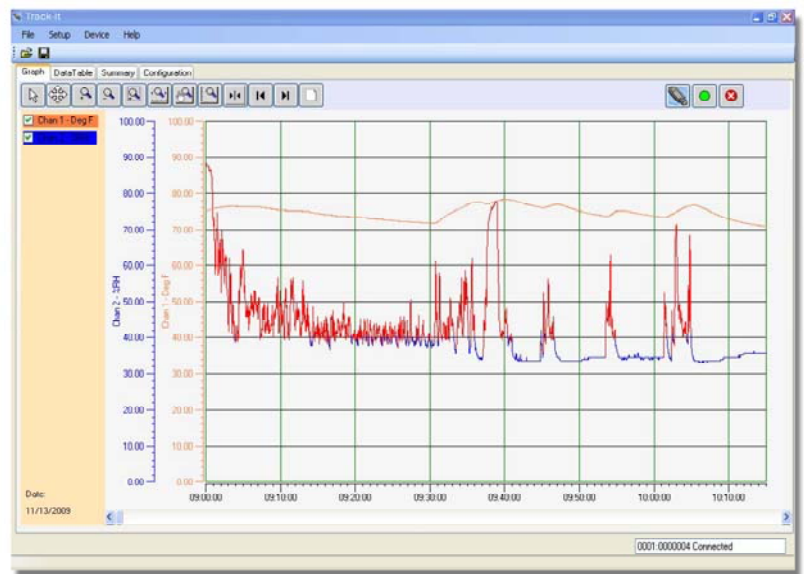 Track-It
File Setup Device Help
Graph DataTable Summary Configuration
Chan 1 - Deg F
100.00 100.00
90.00 90.00
80.00 80.00
70.00 70.00
60.00 60.00
50.00 50.00
40.00 40.00
30.00 30.00
20.00 20.00
10.00 10.00
0.00 0.00
Chan 2 - %RH
Chan 1 - Deg F
09:00:00 09:10:00 09:20:00 09:30:00 09:40:00 09:50:00 10:00:00 10:10:00
Date:
11/13/2009
0001:0000004 Connected